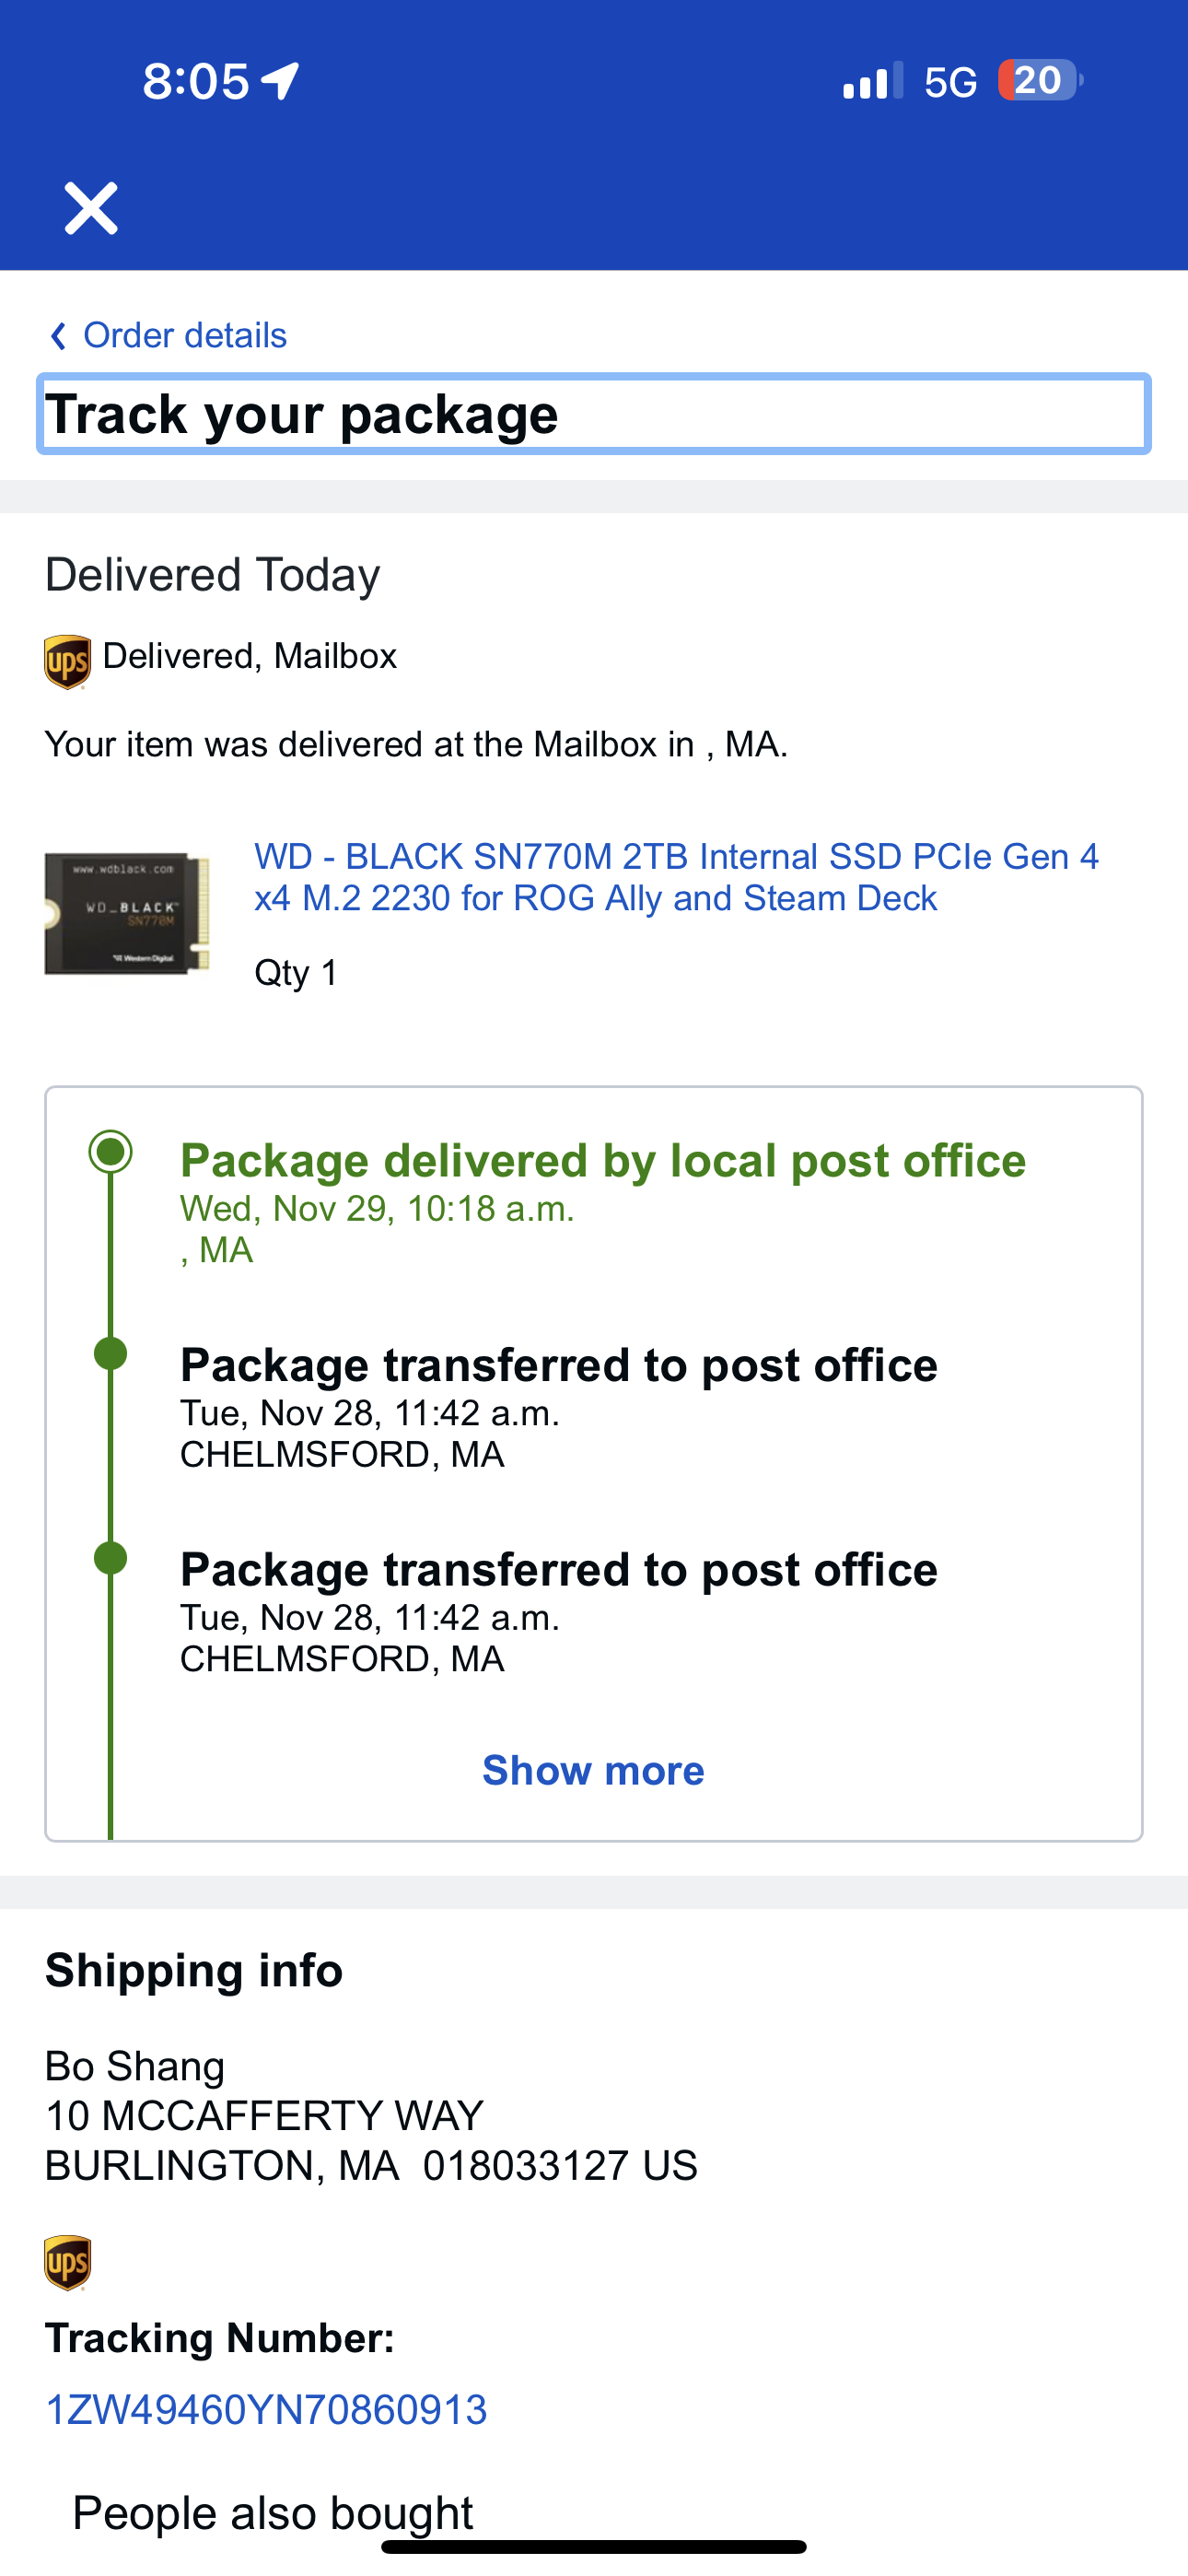 8:05
5G 20
Order details
Track your package
Delivered Today
ups Delivered, Mailbox
Your item was delivered at the Mailbox in , MA.
www.wdblack.com
WD_BLACK
SN770M
Western Digital
WD - BLACK SN770M 2TB Internal SSD PCIe Gen 4
x4 M.2 2230 for ROG Ally and Steam Deck
Qty 1
Package delivered by local post office
Wed, Nov 29, 10:18 a.m.
, MA
Package transferred to post office
Tue, Nov 28, 11:42 a.m.
CHELMSFORD, MA
Package transferred to post office
Tue, Nov 28, 11:42 a.m.
CHELMSFORD, MA
Show more
Shipping info
Bo Shang
10 MCCAFFERTY WAY
BURLINGTON, MA  018033127 US
ups
Tracking Number:
1ZW49460YN70860913
People also bought